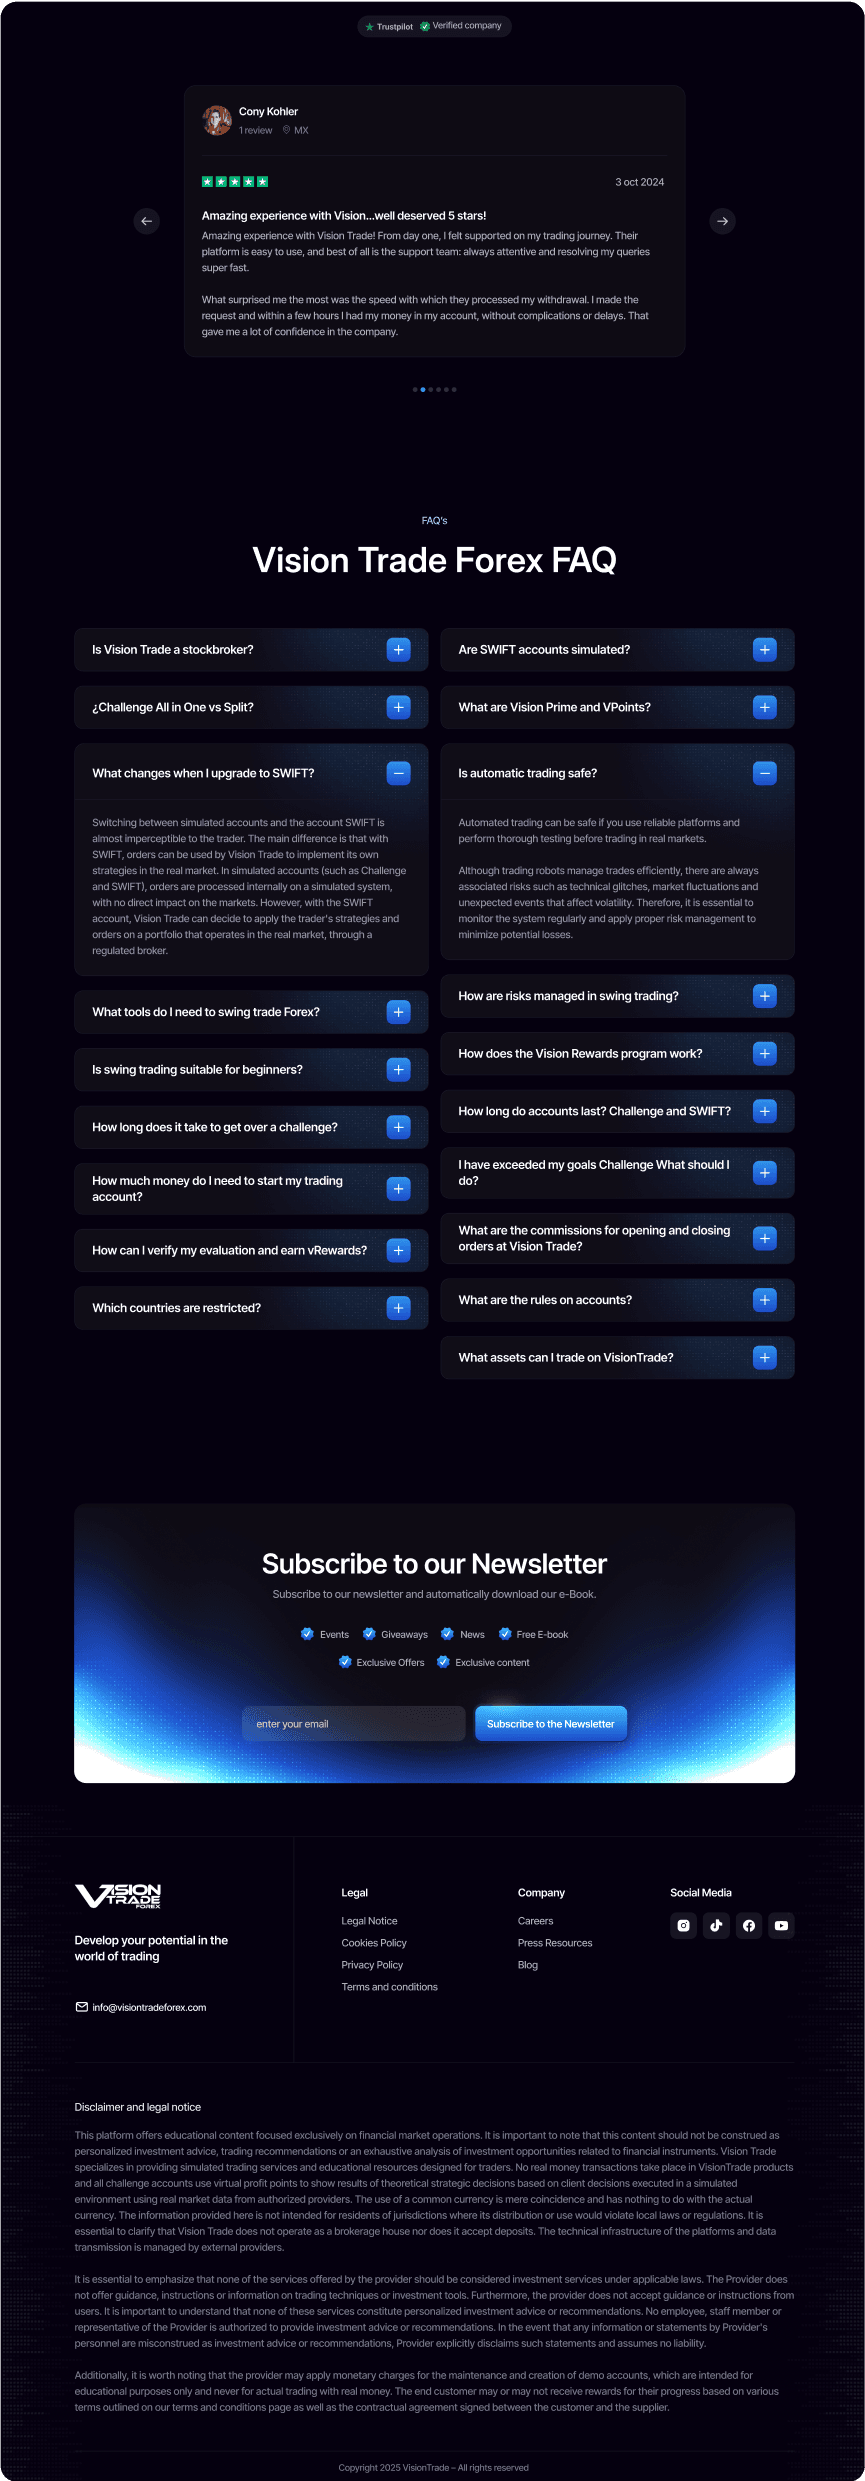 Trustpilot Verified company
Cony Kohler
1 review MX
3 oct 2024
Amazing experience with Vision...well deserved 5 stars!
Amazing experience with Vision Trade! From day one, I felt supported on my trading journey. Their
platform is easy to use, and best of all is the support team: always attentive and resolving my queries
super fast.
What surprised me the most was the speed with which they processed my withdrawal. I made the
request and within a few hours I had my money in my account, without complications or delays. That
gave me a lot of confidence in the company.
FAQ's
Vision Trade Forex FAQ
Is Vision Trade a stockbroker?
¿Challenge All in One vs Split?
What changes when I upgrade to SWIFT?
Switching between simulated accounts and the account SWIFT is
almost imperceptible to the trader. The main difference is that with
SWIFT, orders can be used by Vision Trade to implement its own
strategies in the real market. In simulated accounts (such as Challenge
and SWIFT), orders are processed internally on a simulated system,
with no direct impact on the markets. However, with the SWIFT
account, Vision Trade can decide to apply the trader's strategies and
orders on a portfolio that operates in the real market, through a
regulated broker.
What tools do I need to swing trade Forex?
Is swing trading suitable for beginners?
How long does it take to get over a challenge?
How much money do I need to start my trading
account?
How can I verify my evaluation and earn vRewards?
Which countries are restricted?
Are SWIFT accounts simulated?
What are Vision Prime and VPoints?
Is automatic trading safe?
Automated trading can be safe if you use reliable platforms and
perform thorough testing before trading in real markets.
Although trading robots manage trades efficiently, there are always
associated risks such as technical glitches, market fluctuations and
unexpected events that affect volatility. Therefore, it is essential to
monitor the system regularly and apply proper risk management to
minimize potential losses.
How are risks managed in swing trading?
How does the Vision Rewards program work?
How long do accounts last? Challenge and SWIFT?
I have exceeded my goals Challenge What should I
do?
What are the commissions for opening and closing
orders at Vision Trade?
What are the rules on accounts?
What assets can I trade on VisionTrade?
Subscribe to our Newsletter
Subscribe to our newsletter and automatically download our e-Book.
Events Giveaways News Free E-book
Exclusive Offers Exclusive content
enter your email
Subscribe to the Newsletter
VISION
TRADE
FOREX
Develop your potential in the
world of trading
info@visiontradeforex.com
Legal
Legal Notice
Cookies Policy
Privacy Policy
Terms and conditions
Company
Careers
Press Resources
Blog
Social Media
Disclaimer and legal notice
This platform offers educational content focused exclusively on financial market operations. It is important to note that this content should not be construed as
personalized investment advice, trading recommendations or an exhaustive analysis of investment opportunities related to financial instruments. Vision Trade
specializes in providing simulated trading services and educational resources designed for traders. No real money transactions take place in VisionTrade products
and all challenge accounts use virtual profit points to show results of theoretical strategic decisions based on client decisions executed in a simulated
environment using real market data from authorized providers. The use of a common currency is mere coincidence and has nothing to do with the actual
currency. The information provided here is not intended for residents of jurisdictions where its distribution or use would violate local laws or regulations. It is
essential to clarify that Vision Trade does not operate as a brokerage house nor does it accept deposits. The technical infrastructure of the platforms and data
transmission is managed by external providers.
It is essential to emphasize that none of the services offered by the provider should be considered investment services under applicable laws. The Provider does
not offer guidance, instructions or information on trading techniques or investment tools. Furthermore, the provider does not accept guidance or instructions from
users. It is important to understand that none of these services constitute personalized investment advice or recommendations. No employee, staff member or
representative of the Provider is authorized to provide investment advice or recommendations. In the event that any information or statements by Provider's
personnel are misconstrued as investment advice or recommendations, Provider explicitly disclaims such statements and assumes no liability.
Additionally, it is worth noting that the provider may apply monetary charges for the maintenance and creation of demo accounts, which are intended for
educational purposes only and never for actual trading with real money. The end customer may or may not receive rewards for their progress based on various
terms outlined on our terms and conditions page as well as the contractual agreement signed between the customer and the supplier.
Copyright 2025 VisionTrade – All rights reserved